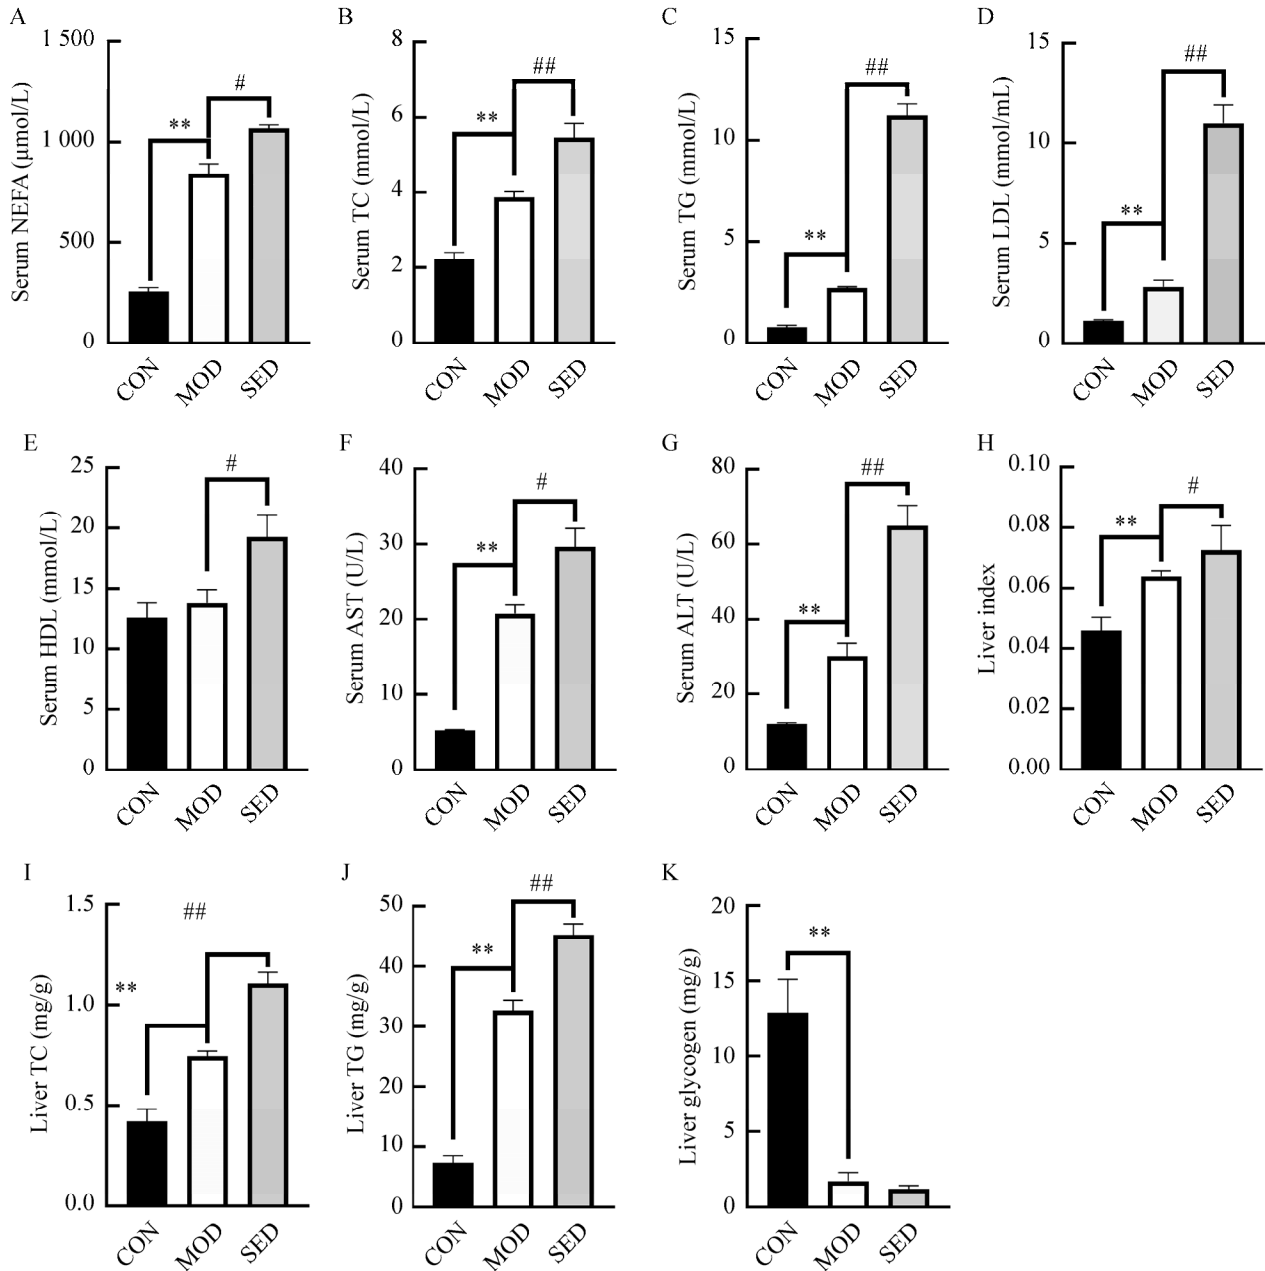 A
Serum NEFA (μmol/L)
1 500
1 000
500
0
**
#
CON
MOD
SED
B
Serum TC (mmol/L)
8
6
4
2
0
**
##
CON
MOD
SED
C
Serum TG (mmol/L)
15
10
5
0
**
##
CON
MOD
SED
D
Serum LDL (mmol/mL)
15
10
5
0
**
##
CON
MOD
SED
E
Serum HDL (mmol/L)
25
20
15
10
5
0
#
CON
MOD
SED
F
Serum AST (U/L)
40
30
20
10
0
**
#
CON
MOD
SED
G
Serum ALT (U/L)
80
60
40
20
0
**
##
CON
MOD
SED
H
Liver index
0.10
0.08
0.06
0.04
0.02
0.00
**
#
CON
MOD
SED
I
Liver TC (mg/g)
1.5
1.0
0.5
0.0
**
##
CON
MOD
SED
J
Liver TG (mg/g)
50
40
30
20
10
0
**
##
CON
MOD
SED
K
Liver glycogen (mg/g)
20
15
10
5
0
**
CON
MOD
SED